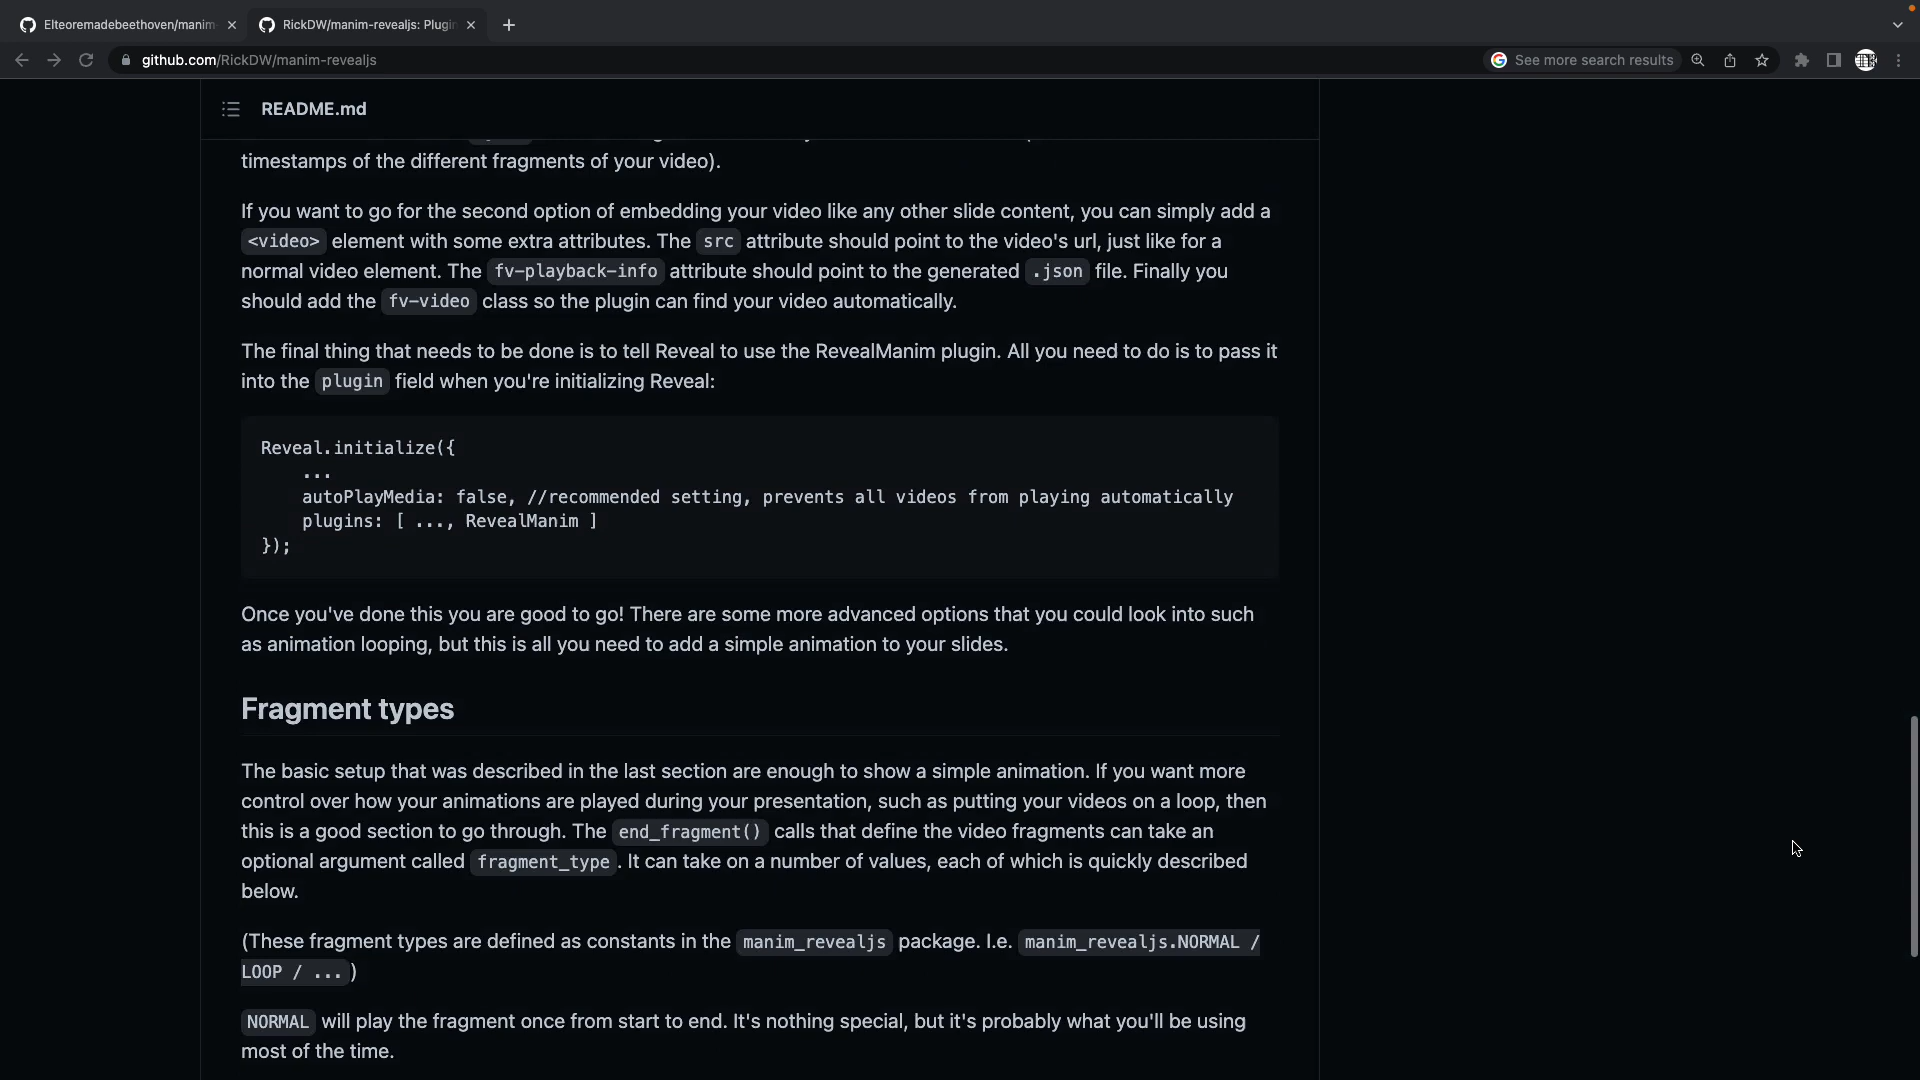 Elteoremadebeethoven/manim-
RickDW/manim-revealjs: Plugin
github.com/RickDW/manim-revealjs
See more search results
README.md
timestamps of the different fragments of your video).
If you want to go for the second option of embedding your video like any other slide content, you can simply add a
<video> element with some extra attributes. The src attribute should point to the video's url, just like for a
normal video element. The fv-playback-info attribute should point to the generated .json file. Finally you
should add the fv-video class so the plugin can find your video automatically.
The final thing that needs to be done is to tell Reveal to use the RevealManim plugin. All you need to do is to pass it
into the plugin field when you're initializing Reveal:
Reveal.initialize({
...
autoPlayMedia: false, //recommended setting, prevents all videos from playing automatically
plugins: [ ..., RevealManim ]
});
Once you've done this you are good to go! There are some more advanced options that you could look into such
as animation looping, but this is all you need to add a simple animation to your slides.
Fragment types
The basic setup that was described in the last section are enough to show a simple animation. If you want more
control over how your animations are played during your presentation, such as putting your videos on a loop, then
this is a good section to go through. The end_fragment() calls that define the video fragments can take an
optional argument called fragment_type . It can take on a number of values, each of which is quickly described
below.
(These fragment types are defined as constants in the manim_revealjs package. I.e. manim_revealjs.NORMAL /
LOOP / ... )
NORMAL will play the fragment once from start to end. It's nothing special, but it's probably what you'll be using
most of the time.